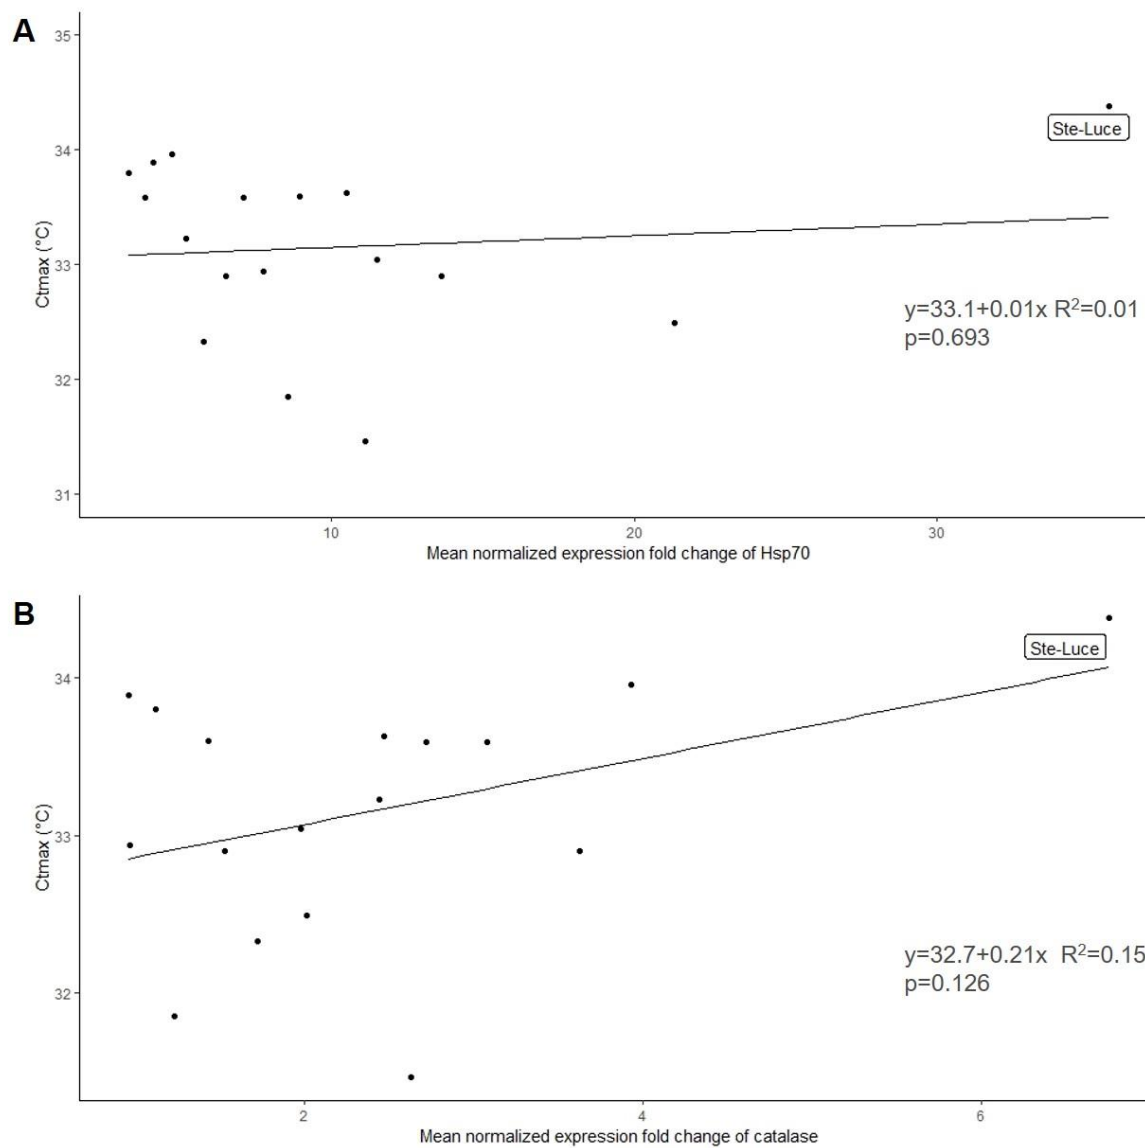 A
35
34
33
32
31
Ctmax (°C)
Ste-Luce
y=33.1+0.01x R²=0.01
p=0.693
10 20 30
Mean normalized expression fold change of Hsp70
B
34
33
32
Ctmax (°C)
Ste-Luce
y=32.7+0.21x R²=0.15
p=0.126
2 4 6
Mean normalized expression fold change of catalase